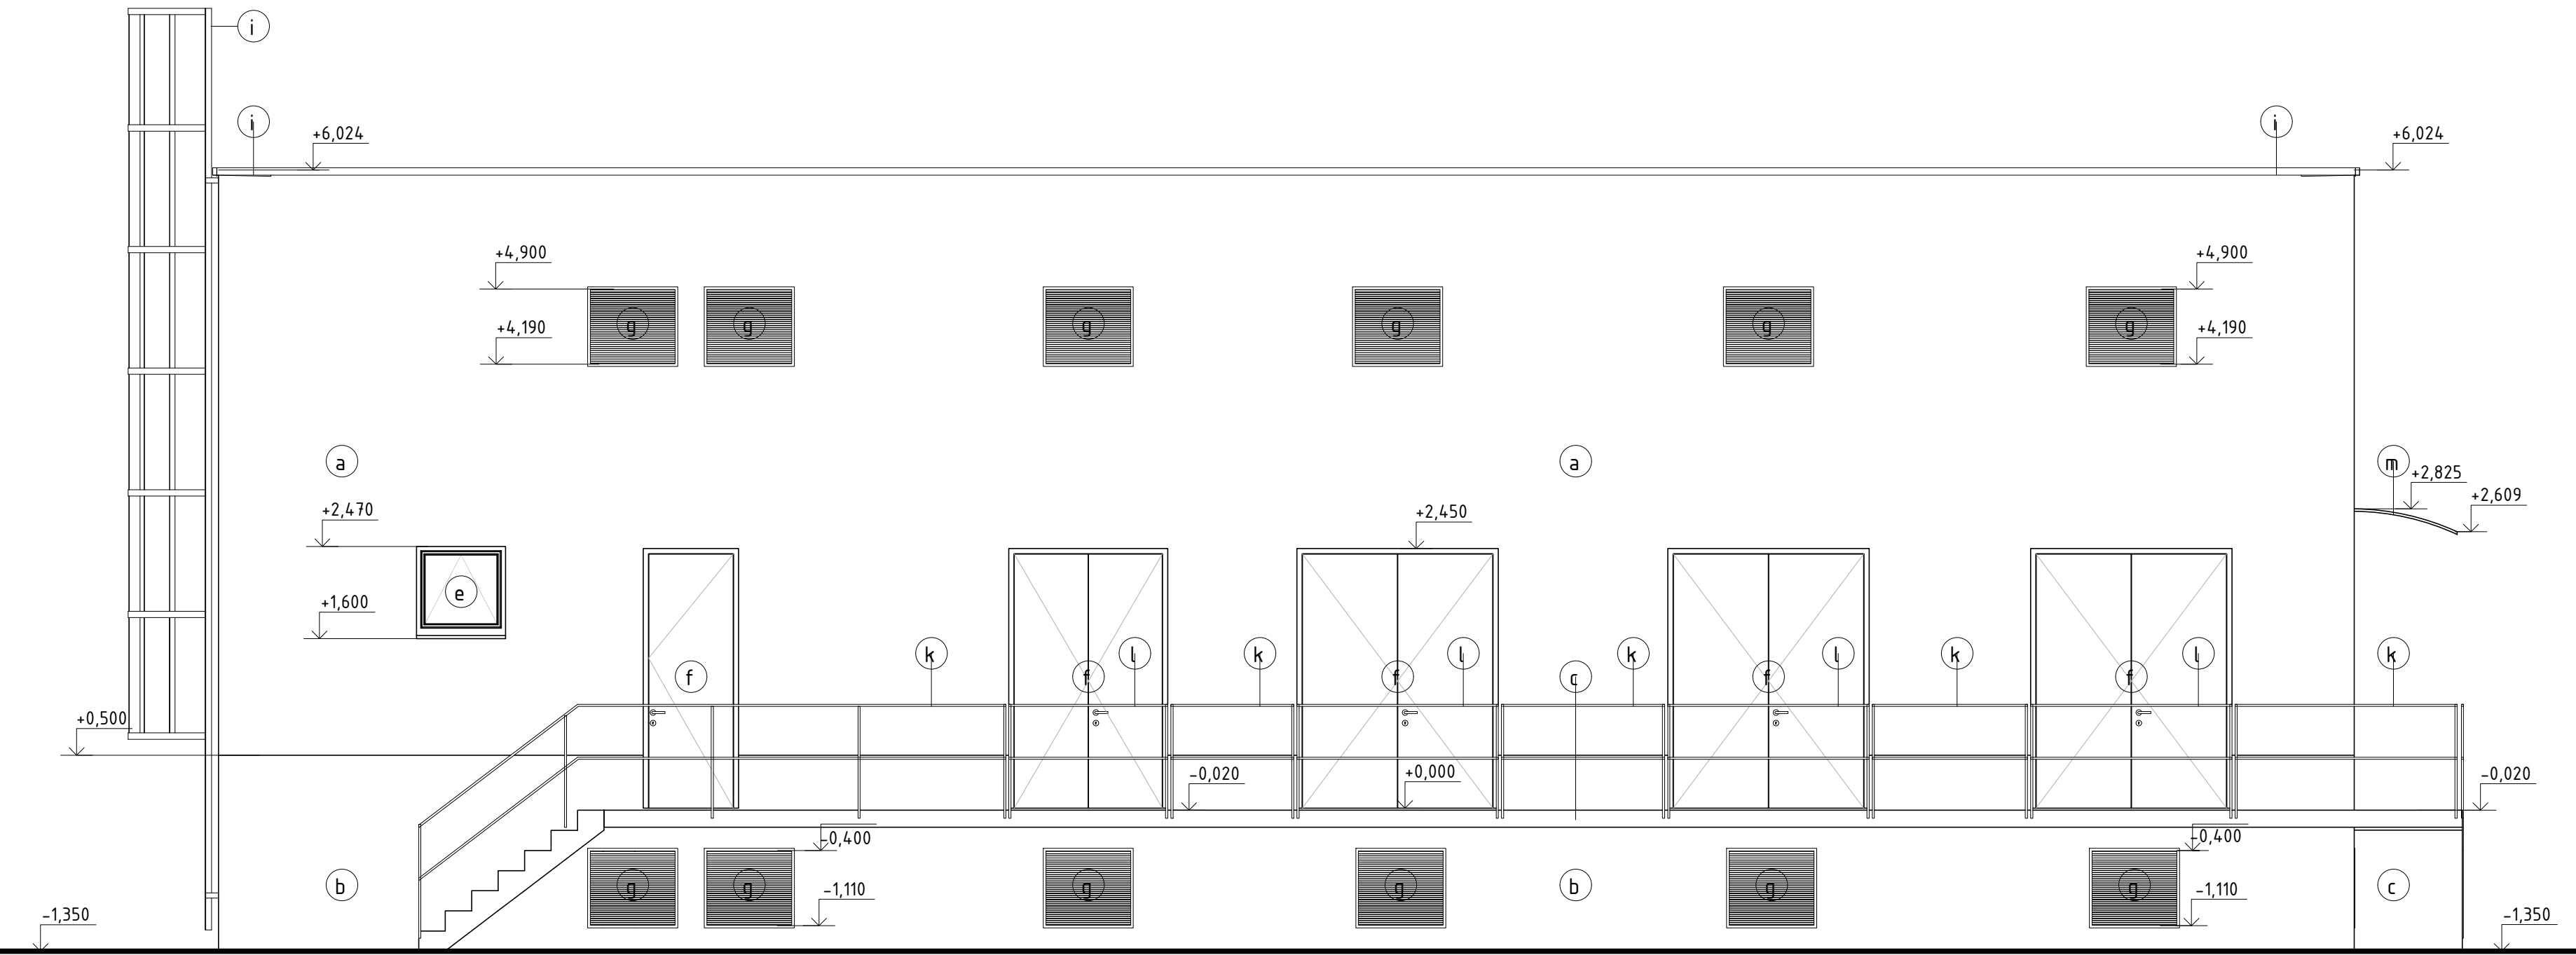 i
i
i
+6,024
+6,024
+4,900
+4,900
+4,190
g
g
g
g
g
g
+4,190
a
a
m
+2,825
+2,609
+2,470
+2,450
e
+1,600
k
l
k
l
k
l
k
l
k
f
f
f
c
f
f
+0,500
-0,020
+0,000
-0,020
-0,400
-0,400
b
g
g
-1,110
g
g
b
g
g
-1,110
c
-1,350
-1,350